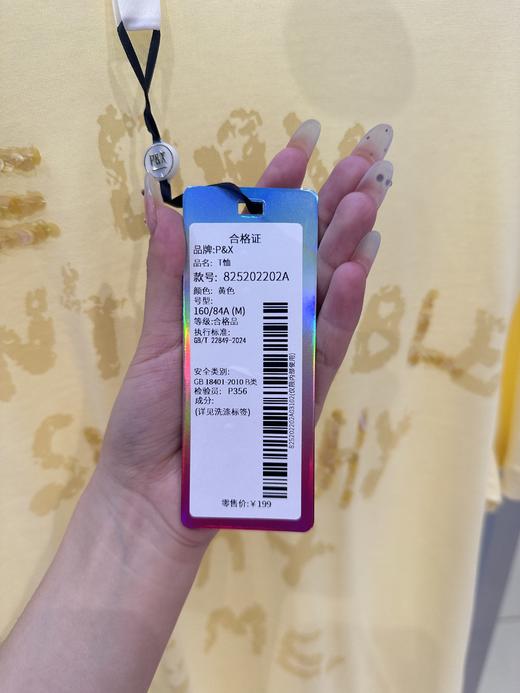 P&X
合格证
品牌:P&X
品名: T恤
款号: 825202202A
颜色: 黄色
号型:
160/84A (M)
等级:合格品
执行标准:
GB/T 22849-2024
安全类别:
GB 18401-2010 B类
检验员: P356
成分:
(详见洗涤标签)
零售价:￥199